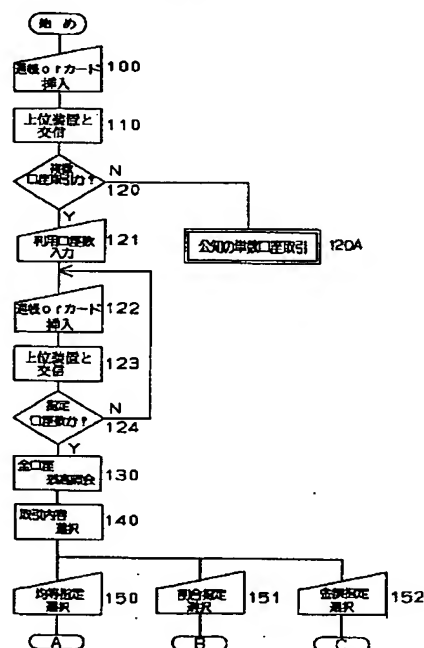 始め
通帳orカード
挿入
100
上位装置と
交信
110
複数
口座取引か?
N
120
Y
利用口座数
入力
121
公知の単数口座取引
120A
通帳orカード
挿入
122
上位装置と
交信
123
指定
口座数か?
N
124
Y
全口座
残高照会
130
取引内容
選択
140
均等指定
選択
150
割合指定
選択
151
金額指定
選択
152
A
B
C